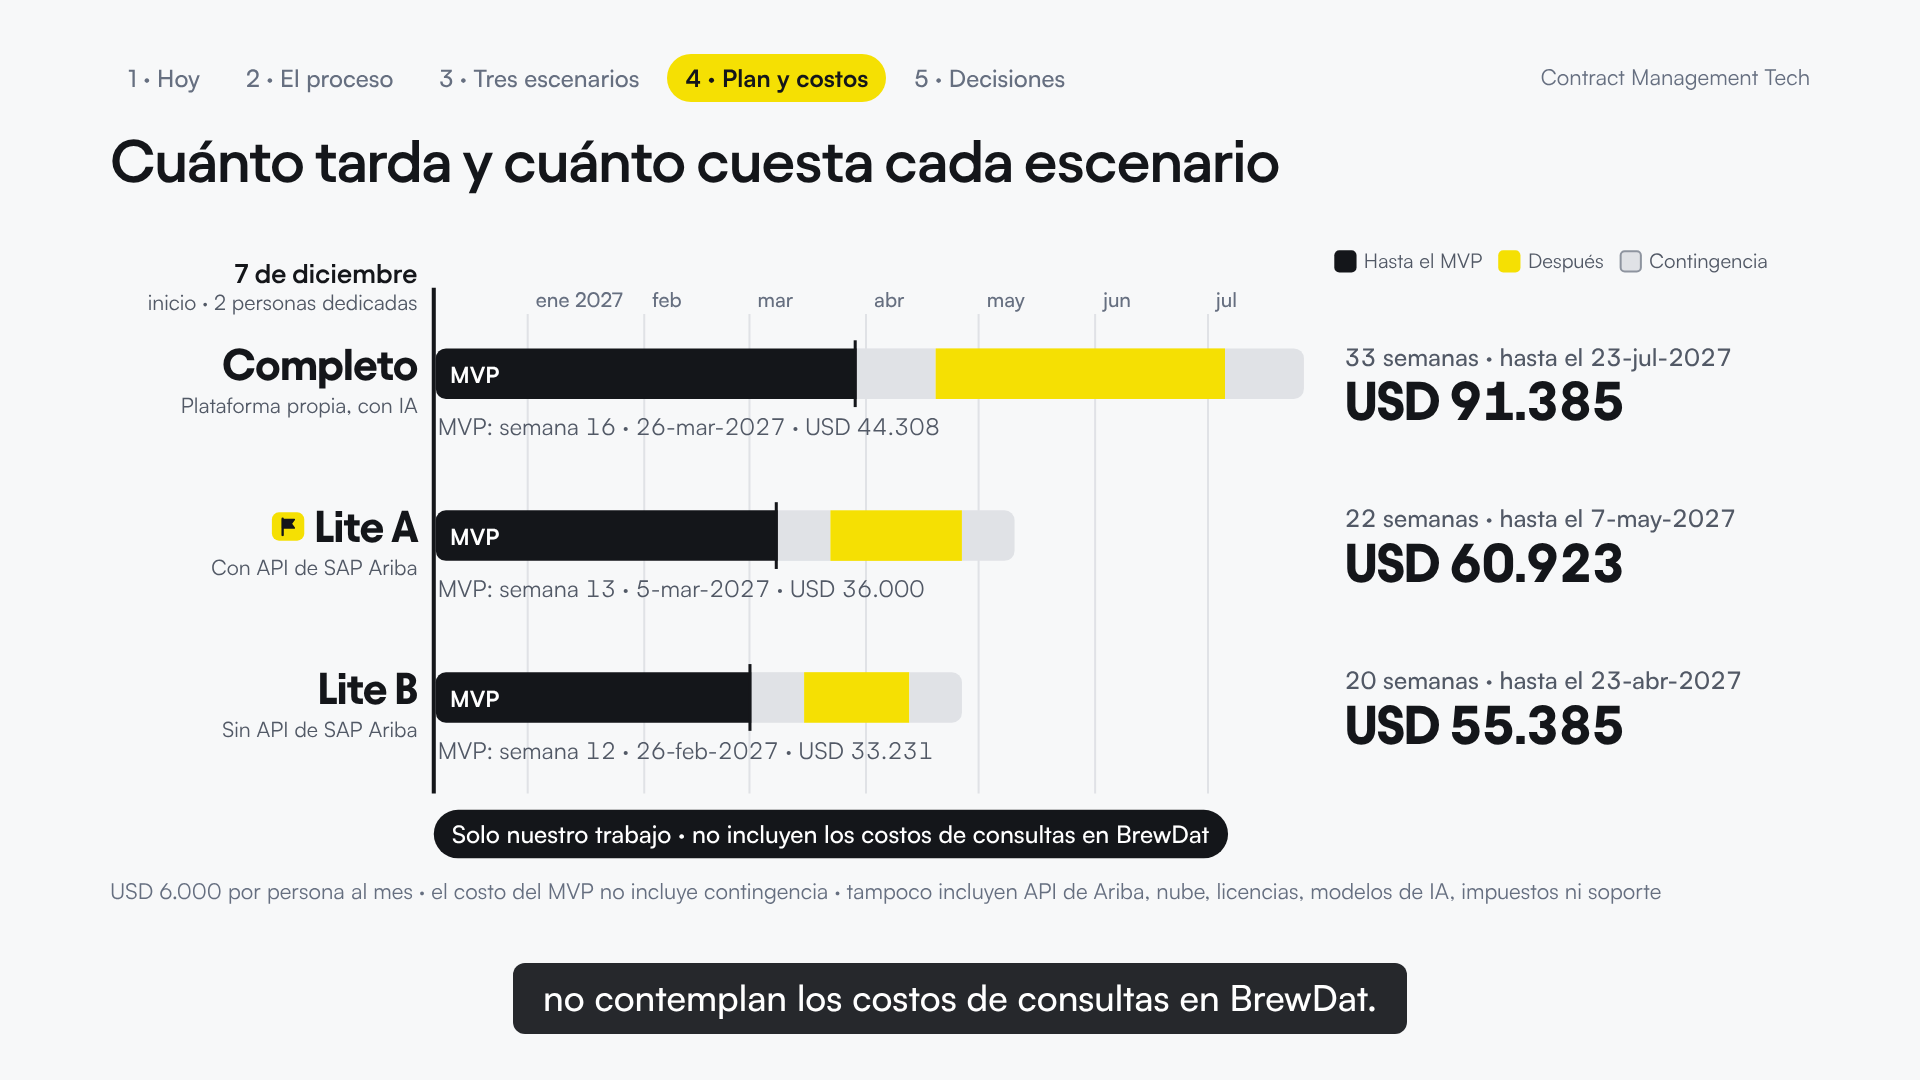 1 · Hoy
2 · El proceso
3 · Tres escenarios
4 · Plan y costos
5 · Decisiones
Contract Management Tech
Cuánto tarda y cuánto cuesta cada escenario
Hasta el MVP
Después
Contingencia
7 de diciembre
inicio · 2 personas dedicadas
ene 2027
feb
mar
abr
may
jun
jul
Completo
Plataforma propia, con IA
MVP
MVP: semana 16 · 26-mar-2027 · USD 44.308
33 semanas · hasta el 23-jul-2027
USD 91.385
Lite A
Con API de SAP Ariba
MVP
MVP: semana 13 · 5-mar-2027 · USD 36.000
22 semanas · hasta el 7-may-2027
USD 60.923
Lite B
Sin API de SAP Ariba
MVP
MVP: semana 12 · 26-feb-2027 · USD 33.231
20 semanas · hasta el 23-abr-2027
USD 55.385
Solo nuestro trabajo · no incluyen los costos de consultas en BrewDat
USD 6.000 por persona al mes · el costo del MVP no incluye contingencia · tampoco incluyen API de Ariba, nube, licencias, modelos de IA, impuestos ni soporte
no contemplan los costos de consultas en BrewDat.